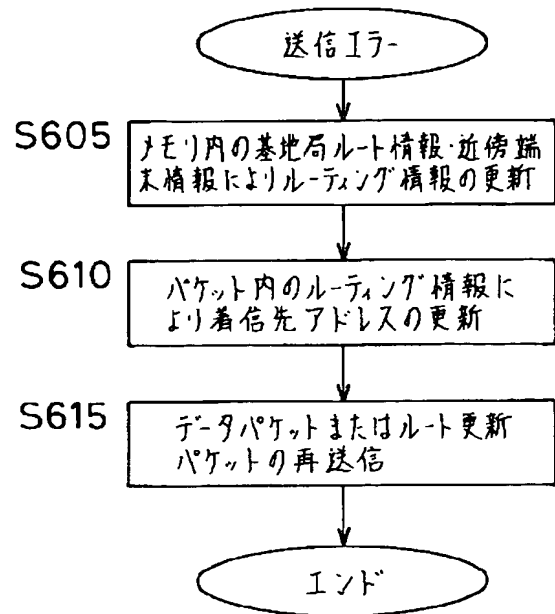 送信エラー
S605
メモリ内の基地局ルート情報・近傍端
末情報によりルーティング情報の更新
S610
パケット内のルーティング情報に
より着信先アドレスの更新
S615
データパケットまたはルート更新
パケットの再送信
エンド